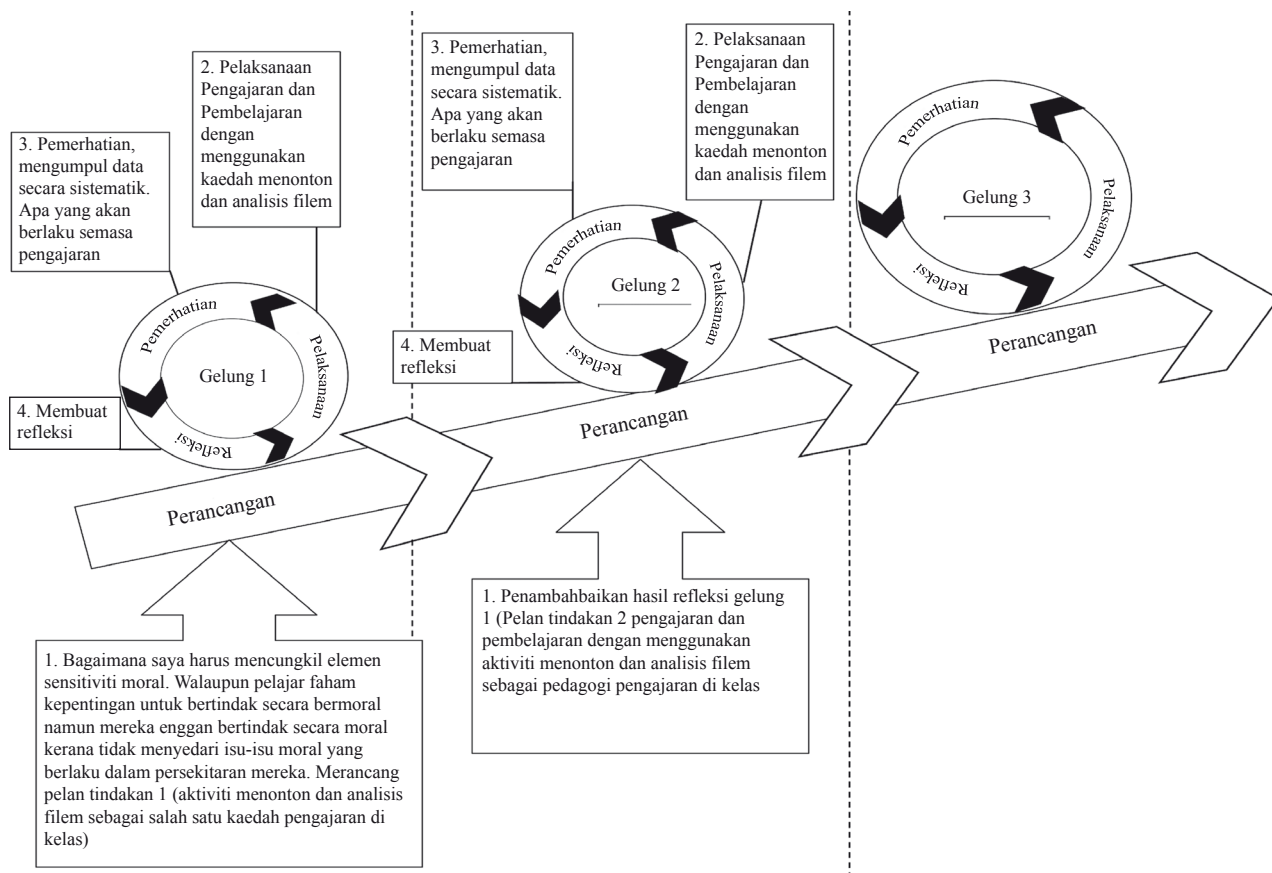 2. Pelaksanaan
Pengajaran dan
Pembelajaran
dengan
menggunakan
kaedah menonton
dan analisis filem
3. Pemerhatian,
mengumpul data
secara sistematik.
Apa yang akan
berlaku semasa
pengajaran
4. Membuat
refleksi
Pemerhatian
Pelaksanaan
Refleksi
Gelung 1
Perancangan
1. Bagaimana saya harus mencungkil elemen
sensitiviti moral. Walaupun pelajar faham
kepentingan untuk bertindak secara bermoral
namun mereka enggan bertindak secara moral
kerana tidak menyedari isu-isu moral yang
berlaku dalam persekitaran mereka. Merancang
pelan tindakan 1 (aktiviti menonton dan analisis
filem sebagai salah satu kaedah pengajaran di
kelas)
3. Pemerhatian,
mengumpul data
secara sistematik.
Apa yang akan
berlaku semasa
pengajaran
2. Pelaksanaan
Pengajaran dan
Pembelajaran
dengan
menggunakan
kaedah menonton
dan analisis filem
4. Membuat
refleksi
Pemerhatian
Pelaksanaan
Refleksi
Gelung 2
Perancangan
1. Penambahbaikan hasil refleksi gelung
1 (Pelan tindakan 2 pengajaran dan
pembelajaran dengan menggunakan
aktiviti menonton dan analisis filem
sebagai pedagogi pengajaran di kelas
Pemerhatian
Pelaksanaan
Refleksi
Gelung 3
Perancangan